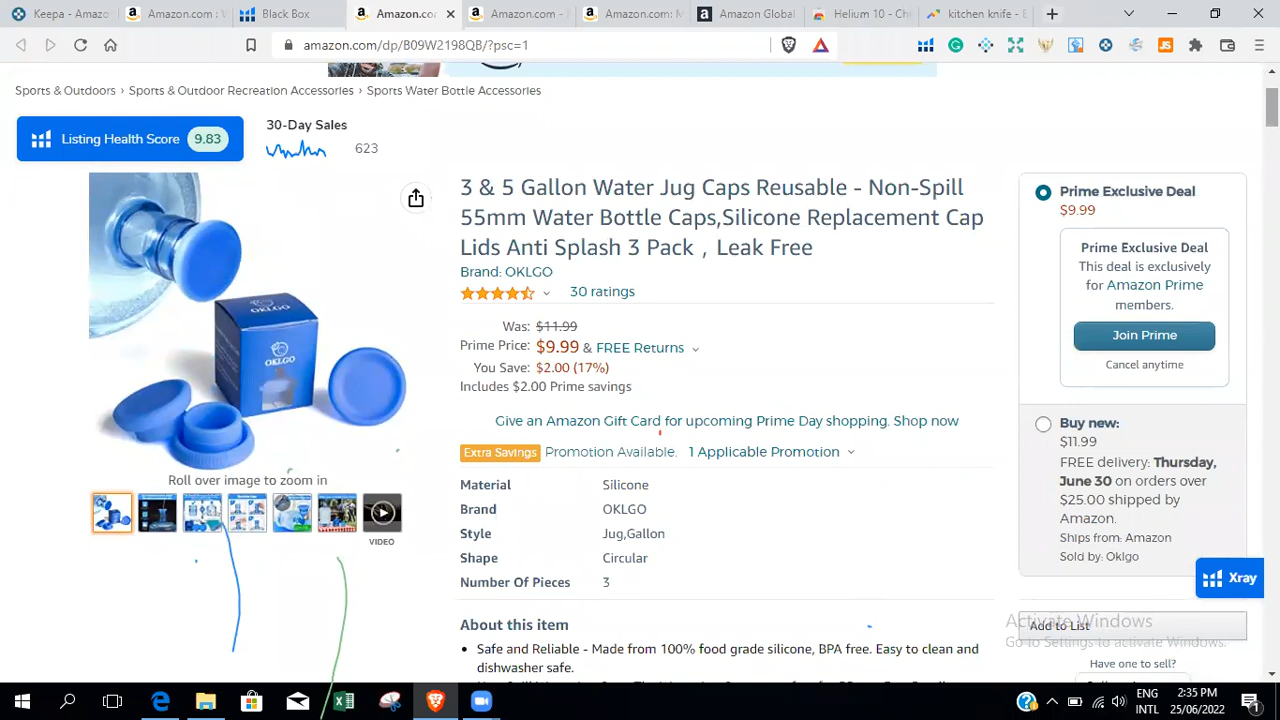 Keepa - Amazo
Amazon.com : W
Black Box
Amazon.com
Amazon.com -
Amazon.com: M
Amazon Global
Helium 10 - Che
kitchen knife - E
amazon.com/dp/B09W2198QB/?psc=1
Sports & Outdoors › Sports & Outdoor Recreation Accessories › Sports Water Bottle Accessories
Listing Health Score 9.83
30-Day Sales
623
3 & 5 Gallon Water Jug Caps Reusable - Non-Spill
55mm Water Bottle Caps,Silicone Replacement Cap
Lids Anti Splash 3 Pack，Leak Free
Brand: OKLGO
30 ratings
Was: $11.99
Prime Price: $9.99 & FREE Returns
You Save: $2.00 (17%)
Includes $2.00 Prime savings
Give an Amazon Gift Card for upcoming Prime Day shopping. Shop now
Extra Savings Promotion Available. 1 Applicable Promotion
Material Silicone
Brand OKLGO
Style Jug,Gallon
Shape Circular
Number Of Pieces 3
About this item
• Safe and Reliable - Made from 100% food grade silicone, BPA free. Easy to clean and
dishwasher safe.
OKLGO
OKLGO
Roll over image to zoom in
VIDEO
Prime Exclusive Deal
$9.99
Prime Exclusive Deal
This deal is exclusively
for Amazon Prime
members.
Join Prime
Cancel anytime
Buy new:
$11.99
FREE delivery: Thursday,
June 30 on orders over
$25.00 shipped by
Amazon.
Ships from: Amazon
Sold by: Oklgo
Xray
Add to List
Activate Windows
Go to Settings to activate Windows.
Have one to sell?
ENG
INTL
2:35 PM
25/06/2022